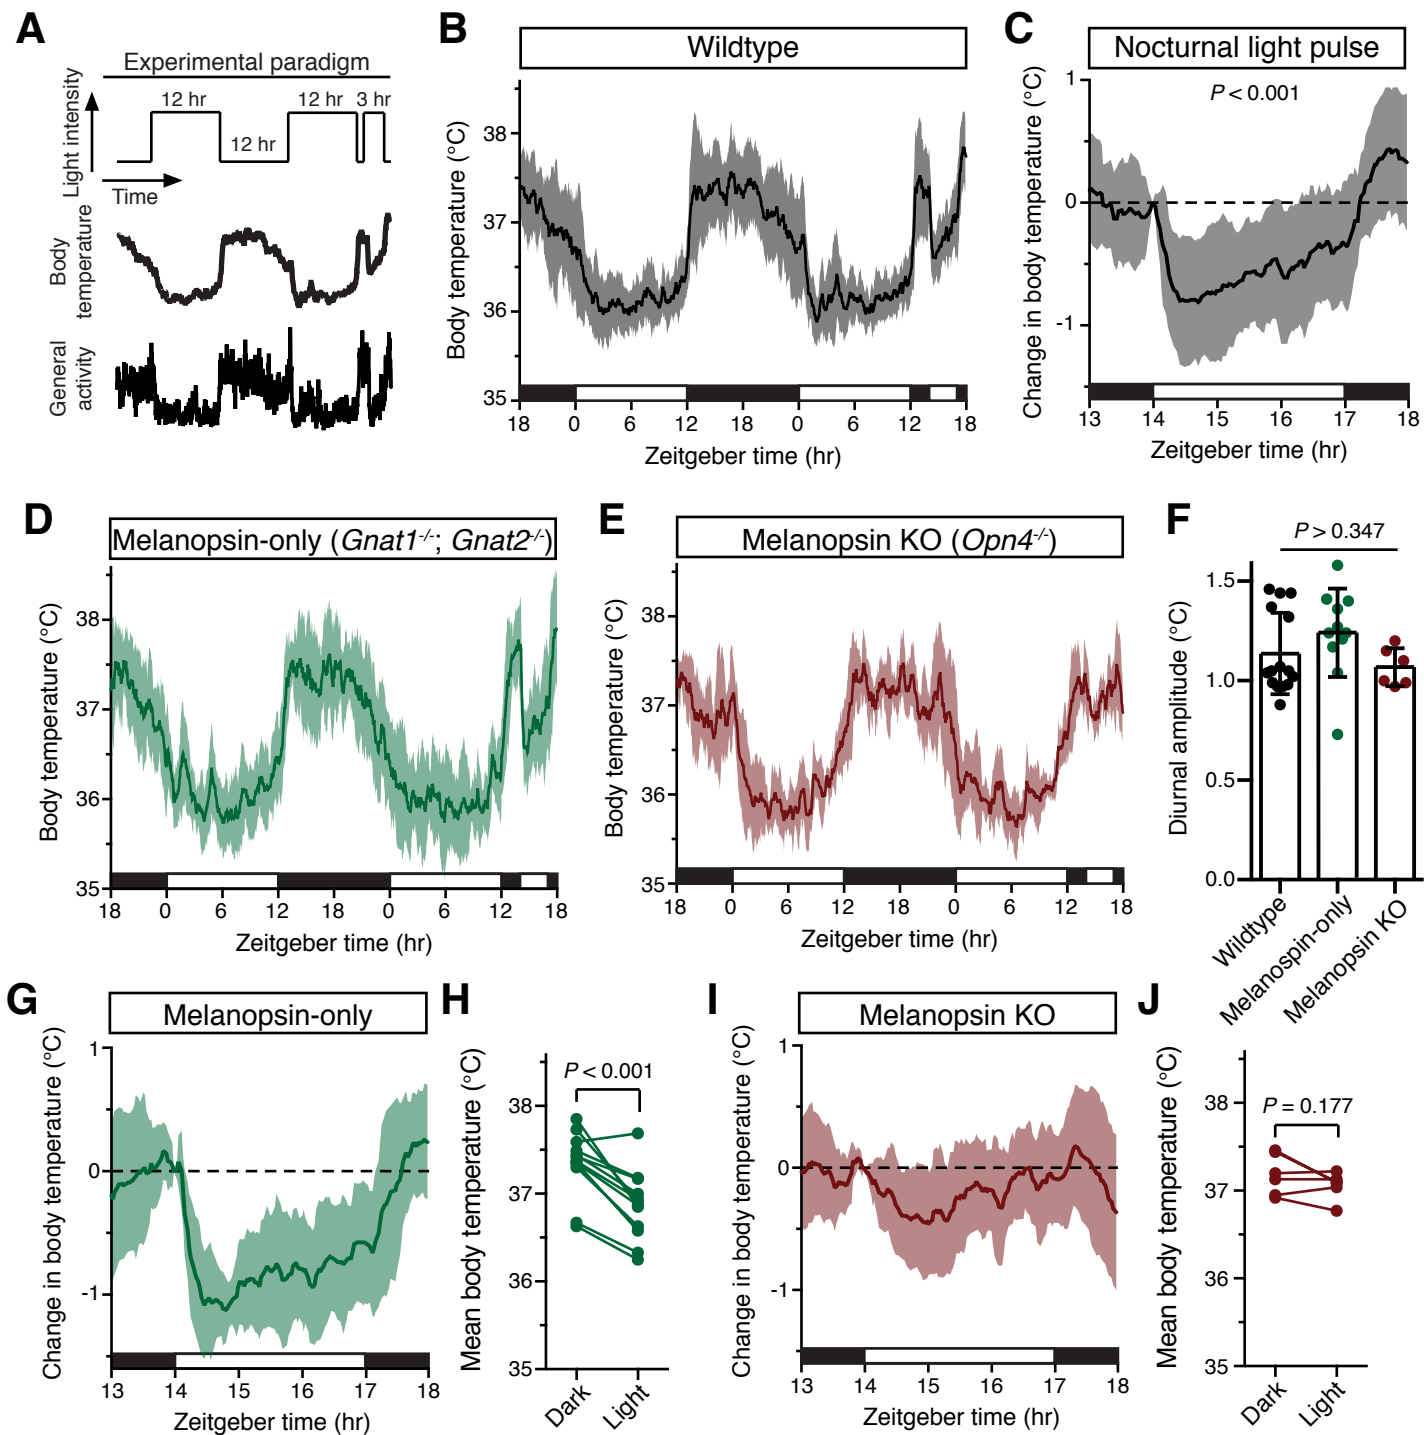 A
Experimental paradigm
Light intensity
12 hr
12 hr
12 hr
3 hr
Time
Body
temperature
General
activity
B
Wildtype
Body temperature (°C)
38
37
36
35
18 0 6 12 18 0 6 12 18
Zeitgeber time (hr)
C
Nocturnal light pulse
P < 0.001
Change in body temperature (°C)
1
0
-1
13 14 15 16 17 18
Zeitgeber time (hr)
D
Melanopsin-only (Gnat1-/-; Gnat2-/-)
Body temperature (°C)
38
37
36
35
18 0 6 12 18 0 6 12 18
Zeitgeber time (hr)
E
Melanopsin KO (Opn4-/-)
Body temperature (°C)
38
37
36
35
18 0 6 12 18 0 6 12 18
Zeitgeber time (hr)
F
P > 0.347
Diurnal amplitude (°C)
1.5
1.0
0.5
0.0
Wildtype
Melanospin-only
Melanopsin KO
G
Melanopsin-only
Change in body temperature (°C)
1
0
-1
13 14 15 16 17 18
Zeitgeber time (hr)
H
P < 0.001
Mean body temperature (°C)
38
37
36
35
Dark
Light
I
Melanopsin KO
Change in body temperature (°C)
1
0
-1
13 14 15 16 17 18
Zeitgeber time (hr)
J
P = 0.177
Mean body temperature (°C)
38
37
36
35
Dark
Light